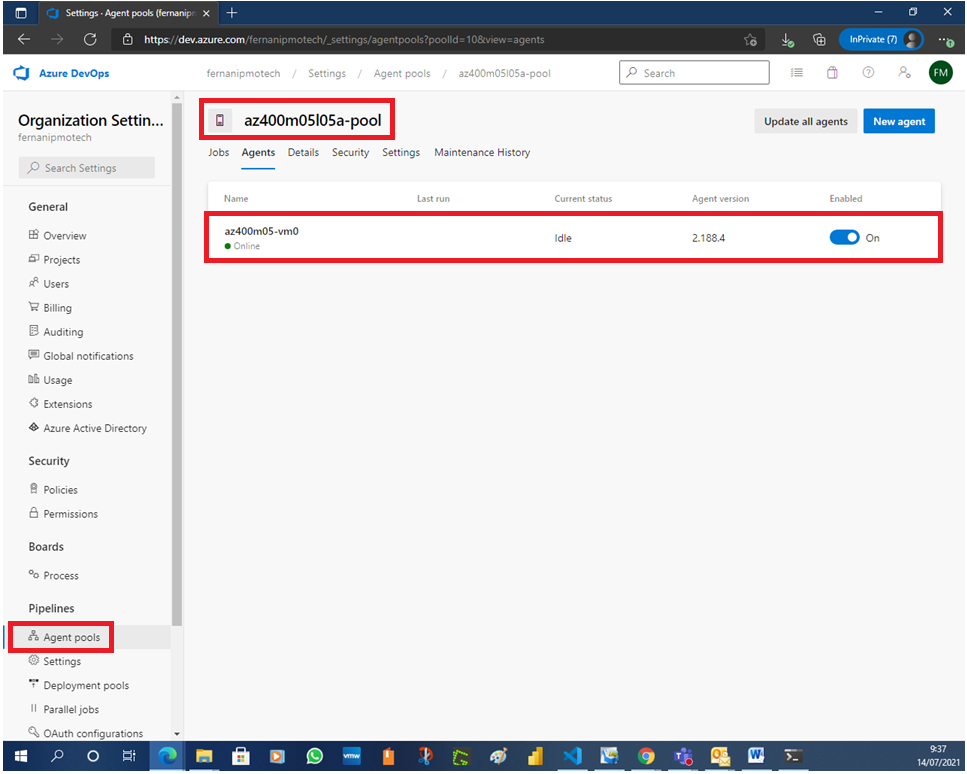 Settings - Agent pools (fernanipm
https://dev.azure.com/fernanipmotech/_settings/agentpools?poolId=10&view=agents
InPrivate (7)
Azure DevOps
fernanipmotech / Settings / Agent pools / az400m05l05a-pool
Search
FM
Organization Settin...
fernanipmotech
Search Settings
General
Overview
Projects
Users
Billing
Auditing
Global notifications
Usage
Extensions
Azure Active Directory
Security
Policies
Permissions
Boards
Process
Pipelines
Agent pools
Settings
Deployment pools
Parallel jobs
OAuth configurations
az400m05l05a-pool
Update all agents
New agent
Jobs Agents Details Security Settings Maintenance History
Name Last run Current status Agent version Enabled
az400m05-vm0
Online
Idle 2.188.4 On
vmw
9:37
14/07/2021